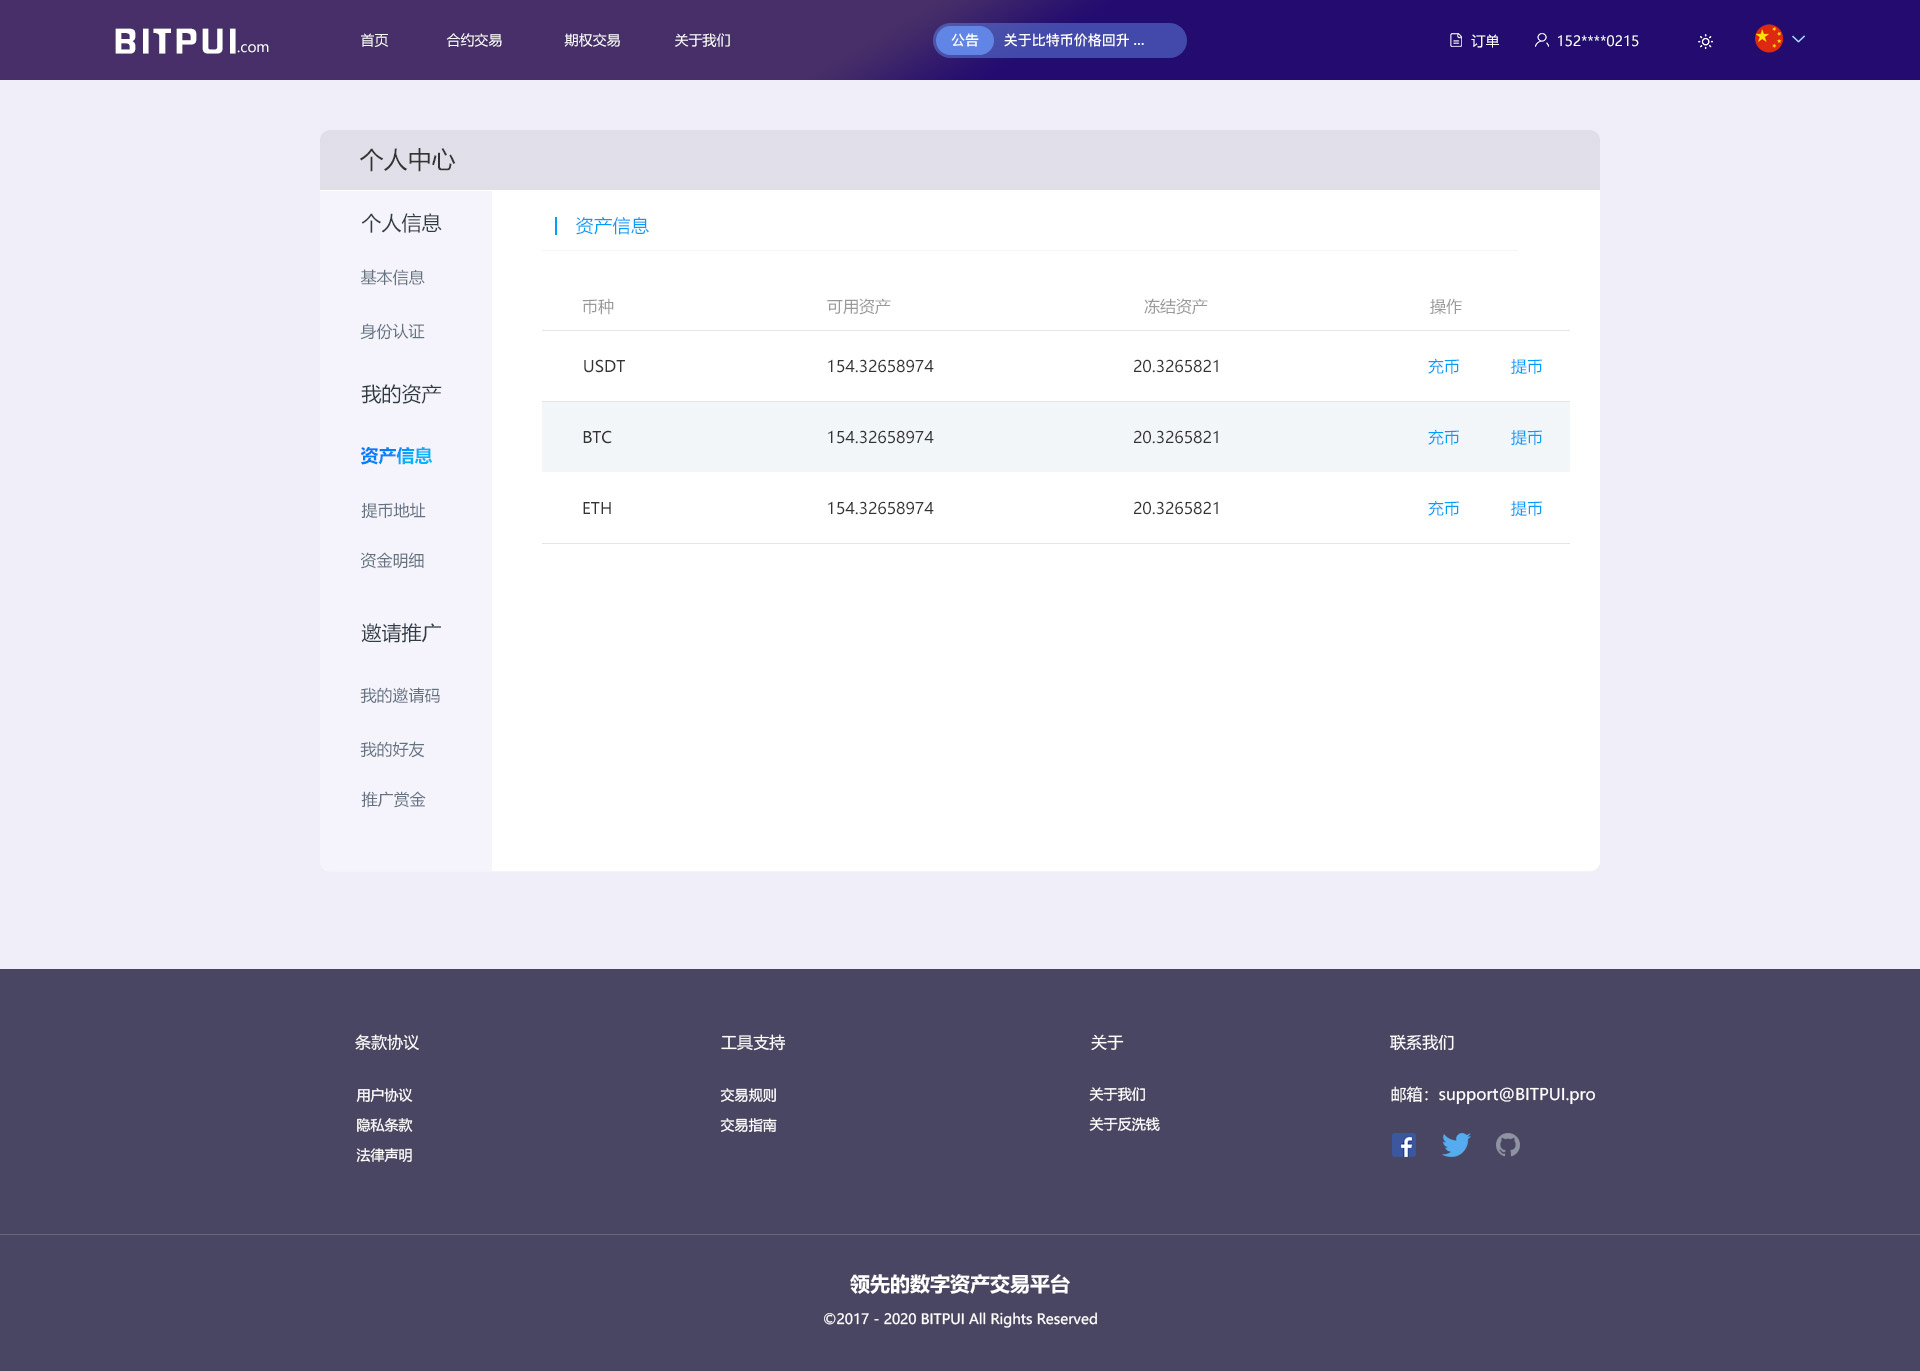 BITPUI.com
首页 合约交易 期权交易 关于我们 公告 关于比特币价格回升 ... 订单 152****0215
个人中心
个人信息
基本信息
身份认证
我的资产
资产信息
提币地址
资金明细
邀请推广
我的邀请码
我的好友
推广赏金
资产信息
币种 可用资产 冻结资产 操作
USDT 154.32658974 20.3265821 充币 提币
BTC 154.32658974 20.3265821 充币 提币
ETH 154.32658974 20.3265821 充币 提币
条款协议
用户协议
隐私条款
法律声明
工具支持
交易规则
交易指南
关于
关于我们
关于反洗钱
联系我们
邮箱：support@BITPUI.pro
领先的数字资产交易平台
©2017 - 2020 BITPUI All Rights Reserved